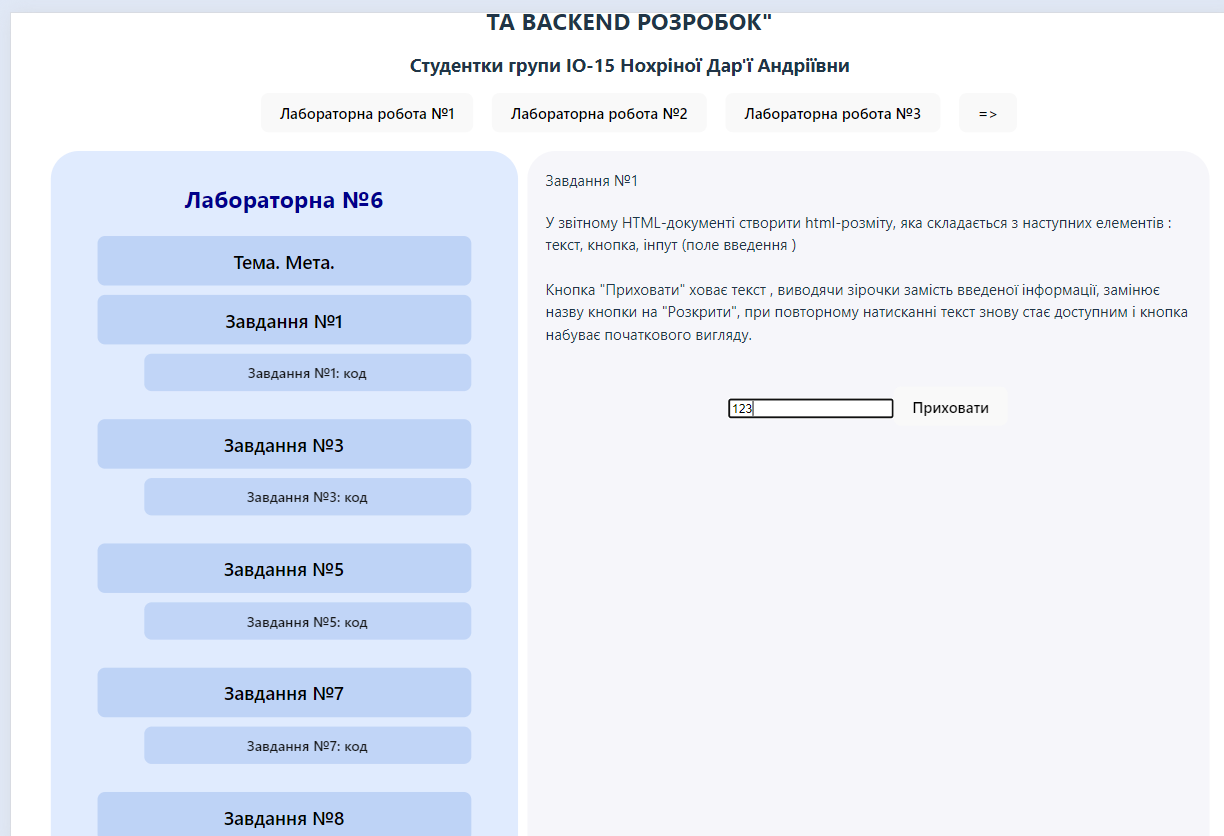 ТА BACKEND РОЗРОБОК"
Студентки групи ІО-15 Нохріної Дар'ї Андріївни
Лабораторна робота №1
Лабораторна робота №2
Лабораторна робота №3
=>
Лабораторна №6
Тема. Мета.
Завдання №1
Завдання №1: код
Завдання №3
Завдання №3: код
Завдання №5
Завдання №5: код
Завдання №7
Завдання №7: код
Завдання №8
Завдання №1
У звітному HTML-документі створити html-розміту, яка складається з наступних елементів :
текст, кнопка, інпут (поле введення )
Кнопка "Приховати" ховає текст , виводячи зірочки замість введеної інформації, замінює
назву кнопки на "Розкрити", при повторному натисканні текст знову стає доступним і кнопка
набуває початкового вигляду.
123
Приховати